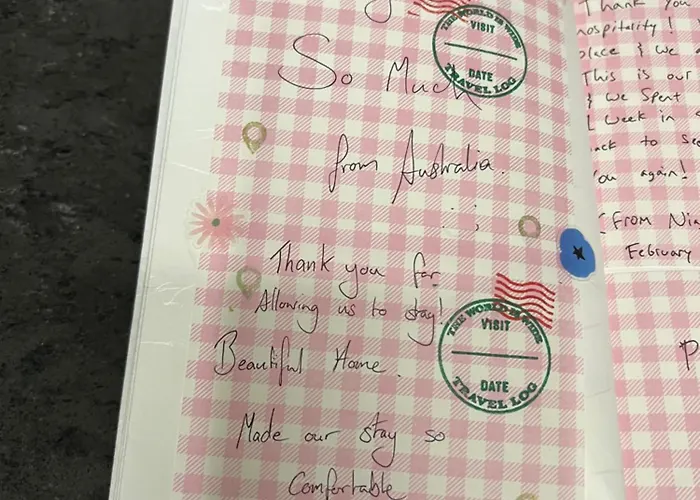 So Much
THE WORLD IS WIDE
VISIT
DATE
TRAVEL LOG
from Australia.
Thank you for
Allowing us to stay!
Beautiful Home.
Made our stay so
Comfortable
THE WORLD IS WIDE
VISIT
DATE
TRAVEL LOG
Thank you
hospitality!
place & we
This is our
& we spent
1 week in
back to see
You again!
(From
February